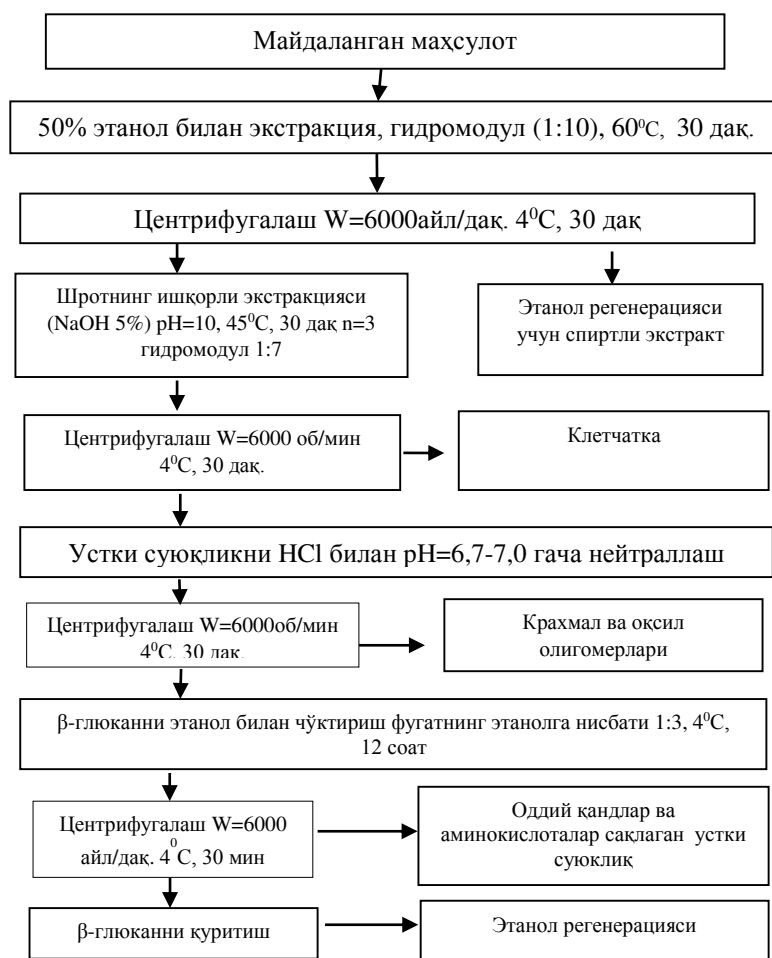 Майдаланган маҳсулот
50% этанол билан экстракция, гидромодул (1:10), 60⁰С, 30 дақ.
Центрифугалаш W=6000айл/дақ. 4⁰С, 30 дақ
Шротнинг ишқорли экстракцияси
(NaOH 5%) pH=10, 45⁰С, 30 дақ n=3
гидромодул 1:7
Этанол регенерацияси
учун спиртли экстракт
Центрифугалаш W=6000 об/мин
4⁰С, 30 дақ.
Клетчатка
Устки суюқликни HCl билан pH=6,7-7,0 гача нейтраллаш
Центрифугалаш W=6000об/мин
4⁰С, 30 дақ.
Крахмал ва оқсил
олигомерлари
β-глюканни этанол билан чўктириш фугатнинг этанолга нисбати 1:3, 4⁰С,
12 соат
Центрифугалаш W=6000
айл/дақ. 4⁰С, 30 мин
Оддий қандлар ва
аминокислоталар сақлаган устки
суюклиқ
β-глюканни қуритиш
Этанол регенерацияси